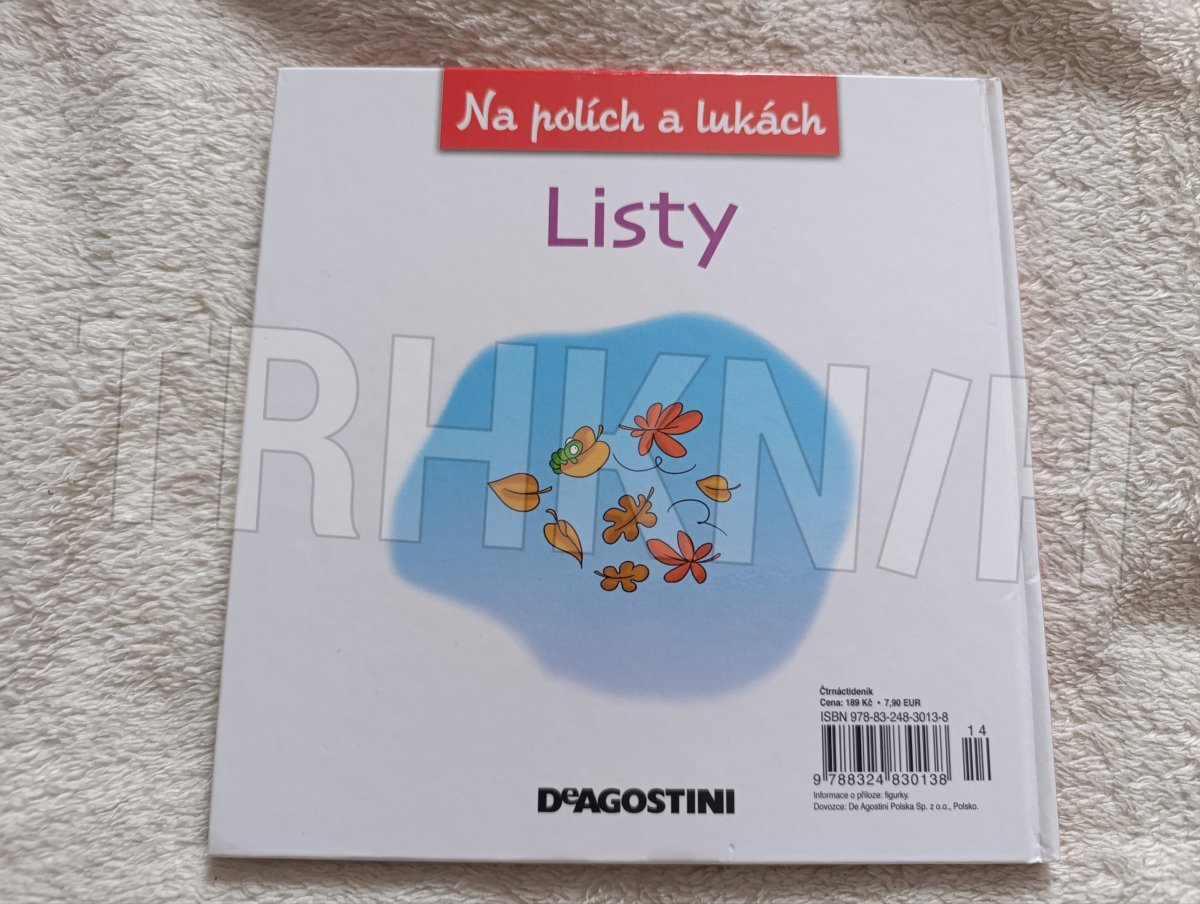 Na polích a lukách
Listy
TRHKNIH
Čtrnáctideník
Cena: 189 Kč • 7,90 EUR
ISBN 978-83-248-3013-8
14
9 788324 830138
Informace o příloze: figurky.
Dovozce: De Agostini Polska Sp. z o.o., Polsko.
DeAGOSTINI